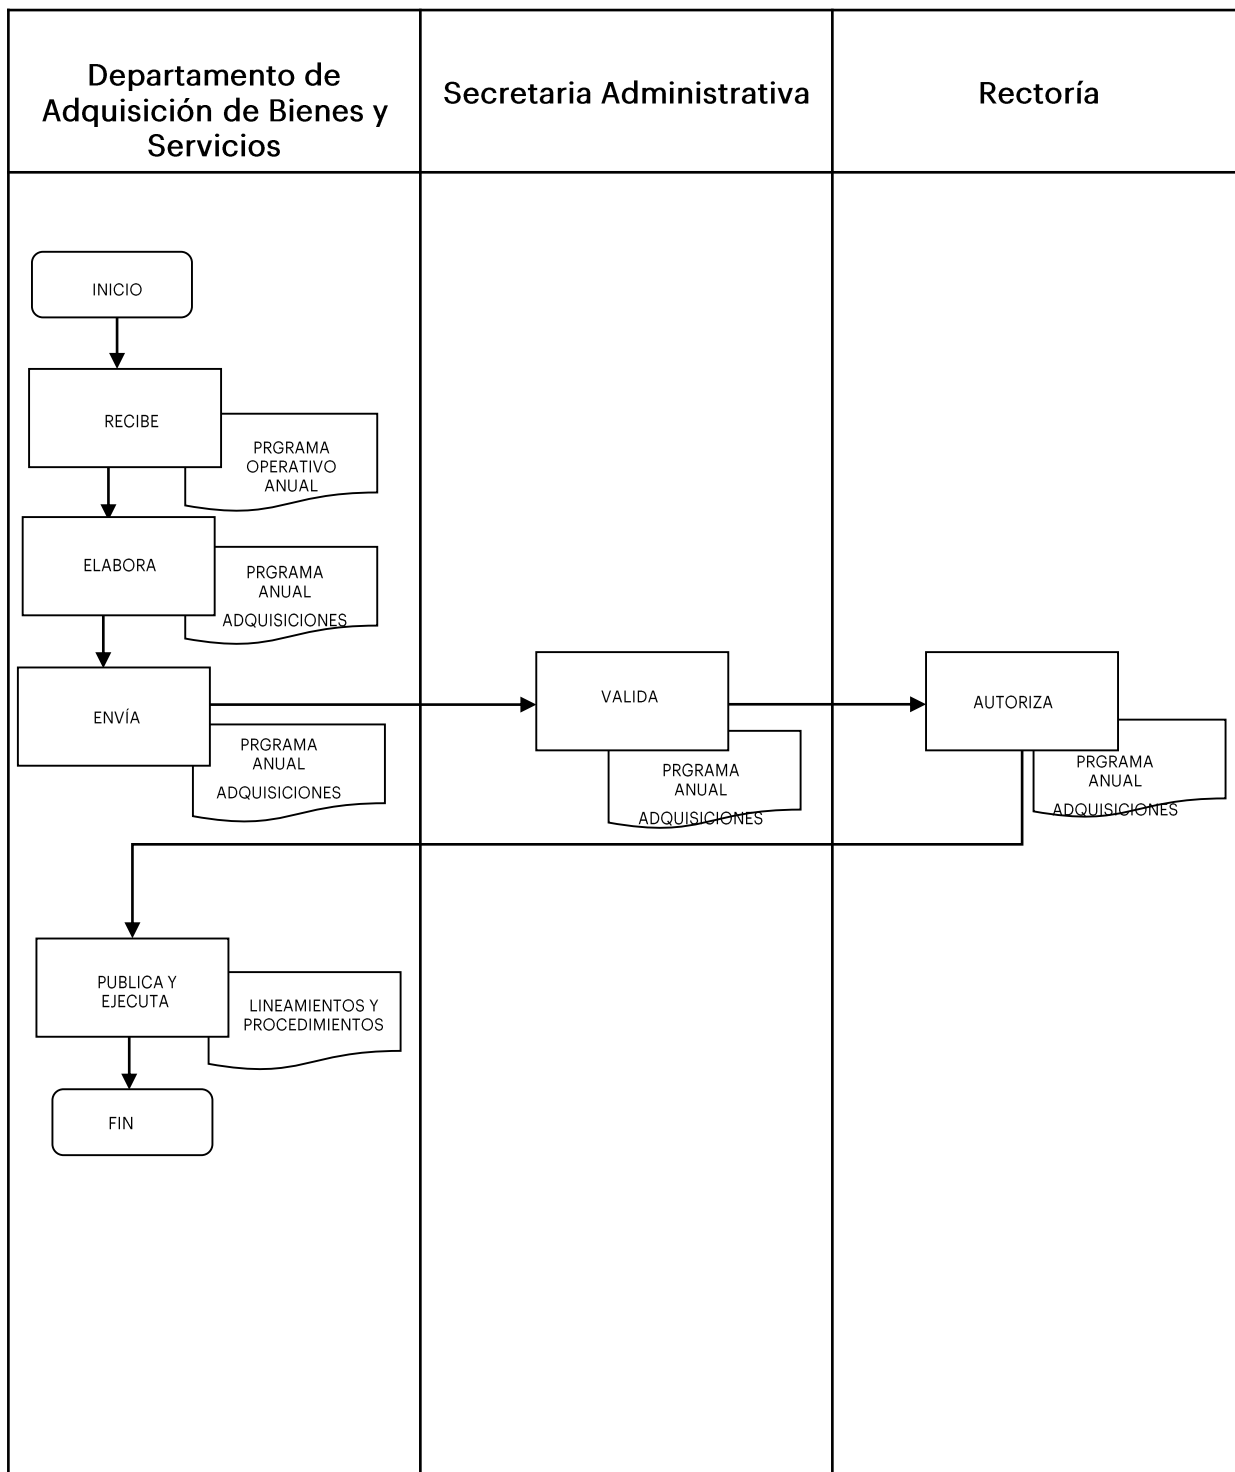 Departamento de
Adquisición de Bienes y
Servicios
Secretaria Administrativa
Rectoría
INICIO
RECIBE
PRGRAMA
OPERATIVO
ANUAL
ELABORA
PRGRAMA
ANUAL
ADQUISICIONES
ENVÍA
PRGRAMA
ANUAL
ADQUISICIONES
VALIDA
PRGRAMA
ANUAL
ADQUISICIONES
AUTORIZA
PRGRAMA
ANUAL
ADQUISICIONES
PUBLICA Y
EJECUTA
LINEAMIENTOS Y
PROCEDIMIENTOS
FIN